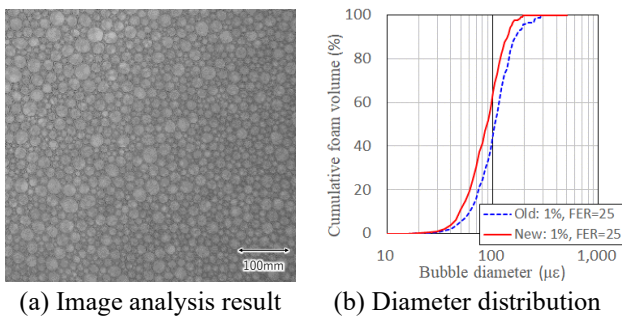 100mm
(a) Image analysis result
100
80
60
40
20
0
Cumulative foam volume (%)
Old: 1%, FER=25
New: 1%, FER=25
10
100
1,000
Bubble diameter (με)
(b) Diameter distribution